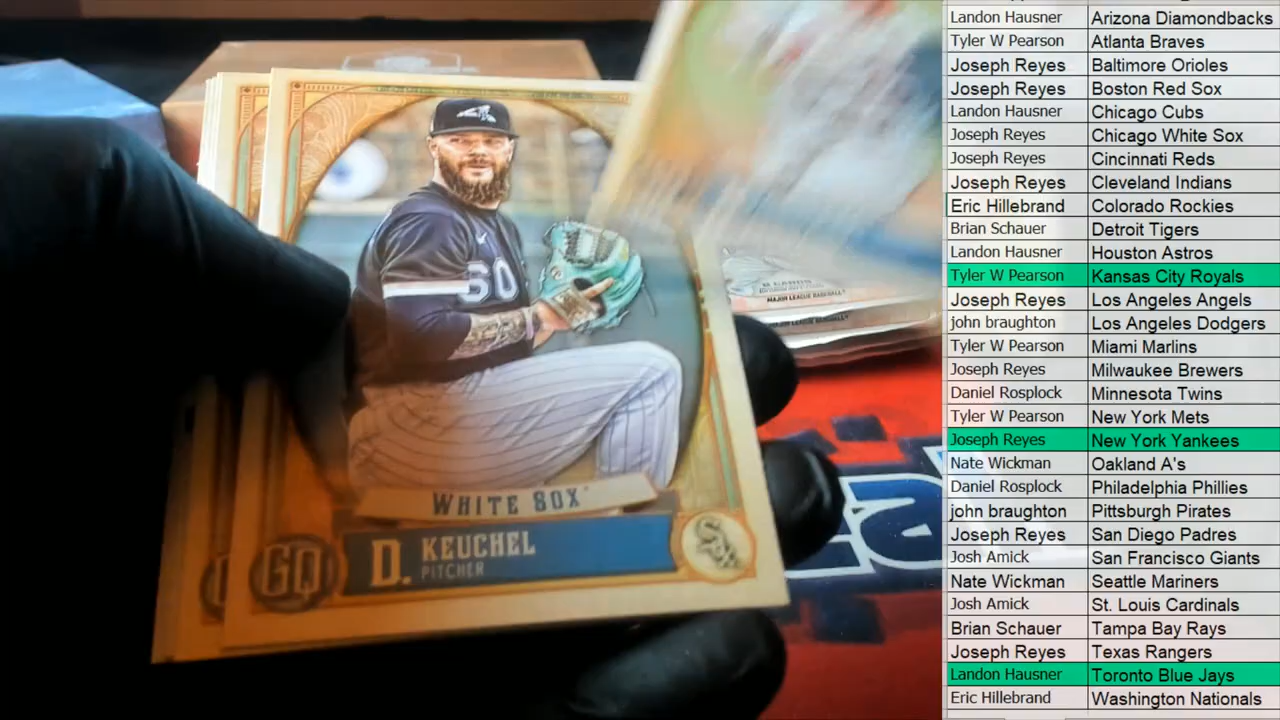 60
WHITE SOX
GQ
D. KEUCHEL
PITCHER
MAJOR LEAGUE BASEBALL
Landon Hausner Arizona Diamondbacks
Tyler W Pearson Atlanta Braves
Joseph Reyes Baltimore Orioles
Joseph Reyes Boston Red Sox
Landon Hausner Chicago Cubs
Joseph Reyes Chicago White Sox
Joseph Reyes Cincinnati Reds
Joseph Reyes Cleveland Indians
Eric Hillebrand Colorado Rockies
Brian Schauer Detroit Tigers
Landon Hausner Houston Astros
Tyler W Pearson Kansas City Royals
Joseph Reyes Los Angeles Angels
john braughton Los Angeles Dodgers
Tyler W Pearson Miami Marlins
Joseph Reyes Milwaukee Brewers
Daniel Rosplock Minnesota Twins
Tyler W Pearson New York Mets
Joseph Reyes New York Yankees
Nate Wickman Oakland A's
Daniel Rosplock Philadelphia Phillies
john braughton Pittsburgh Pirates
Joseph Reyes San Diego Padres
Josh Amick San Francisco Giants
Nate Wickman Seattle Mariners
Josh Amick St. Louis Cardinals
Brian Schauer Tampa Bay Rays
Joseph Reyes Texas Rangers
Landon Hausner Toronto Blue Jays
Eric Hillebrand Washington Nationals